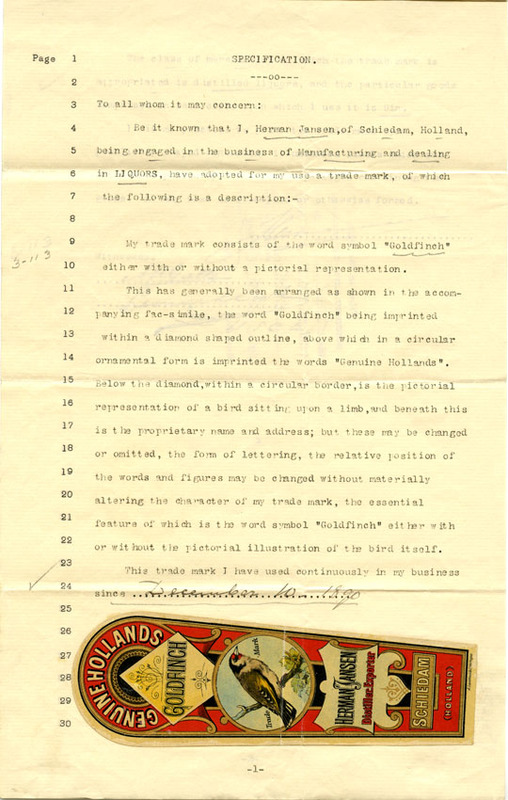 Page 1 SPECIFICATION.
2 ---oo---
3 To all whom it may concern:
4 Be it known that I, Herman Jansen, of Schiedam, Holland,
5 being engaged in the business of Manufacturing and dealing
6 in LIQUORS, have adopted for my use a trade mark, of which
7 the following is a description:-
8
9 My trade mark consists of the word symbol "Goldfinch"
3-113
10 either with or without a pictorial representation.
11 This has generally been arranged as shown in the accom-
12 panying fac-simile, the word "Goldfinch" being imprinted
13 within a diamond shaped outline, above which in a circular
14 ornamental form is imprinted the words "Genuine Hollands".
15 Below the diamond,within a circular border,is the pictorial
16 representation of a bird sitting upon a limb,and beneath this
17 is the proprietary name and address; but these may be changed
18 or omitted, the form of lettering, the relative position of
19 the words and figures may be changed without materially
20 altering the character of my trade mark, the essential
21 feature of which is the word symbol "Goldfinch" either with
22 or without the pictorial illustration of the bird itself.
23 This trade mark I have used continuously in my business
24 since December 10 1890
25
26
27
28
29
30
GENUINE HOLLANDS
GOLDFINCH
Trade Mark
HERMAN JANSEN
Distiller Exporter
SCHIEDAM
(HOLLAND)
-1-